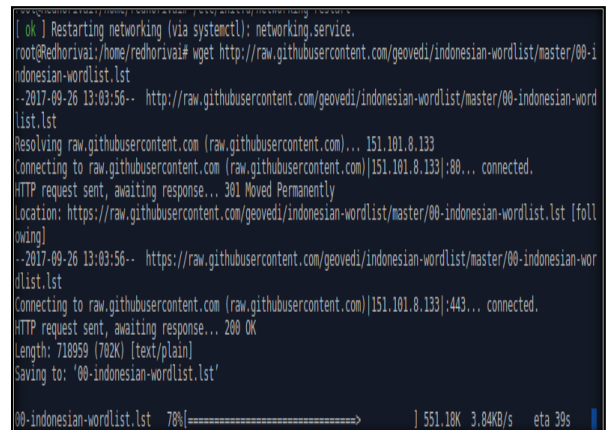 root@Redhorivai:/home/redhorivai# /etc/init.d/networking restart
[ ok ] Restarting networking (via systemctl): networking.service.
root@Redhorivai:/home/redhorivai# wget http://raw.githubusercontent.com/geovedi/indonesian-wordlist/master/00-i
ndonesian-wordlist.lst
--2017-09-26 13:03:56--  http://raw.githubusercontent.com/geovedi/indonesian-wordlist/master/00-indonesian-word
list.lst
Resolving raw.githubusercontent.com (raw.githubusercontent.com)... 151.101.8.133
Connecting to raw.githubusercontent.com (raw.githubusercontent.com)|151.101.8.133|:80... connected.
HTTP request sent, awaiting response... 301 Moved Permanently
Location: https://raw.githubusercontent.com/geovedi/indonesian-wordlist/master/00-indonesian-wordlist.lst [foll
owing]
--2017-09-26 13:03:56--  https://raw.githubusercontent.com/geovedi/indonesian-wordlist/master/00-indonesian-wor
dlist.lst
Connecting to raw.githubusercontent.com (raw.githubusercontent.com)|151.101.8.133|:443... connected.
HTTP request sent, awaiting response... 200 OK
Length: 718959 (702K) [text/plain]
Saving to: ‘00-indonesian-wordlist.lst’
00-indonesian-wordlist.lst   78%[===============================>          ] 551.18K  3.84KB/s   eta 39s